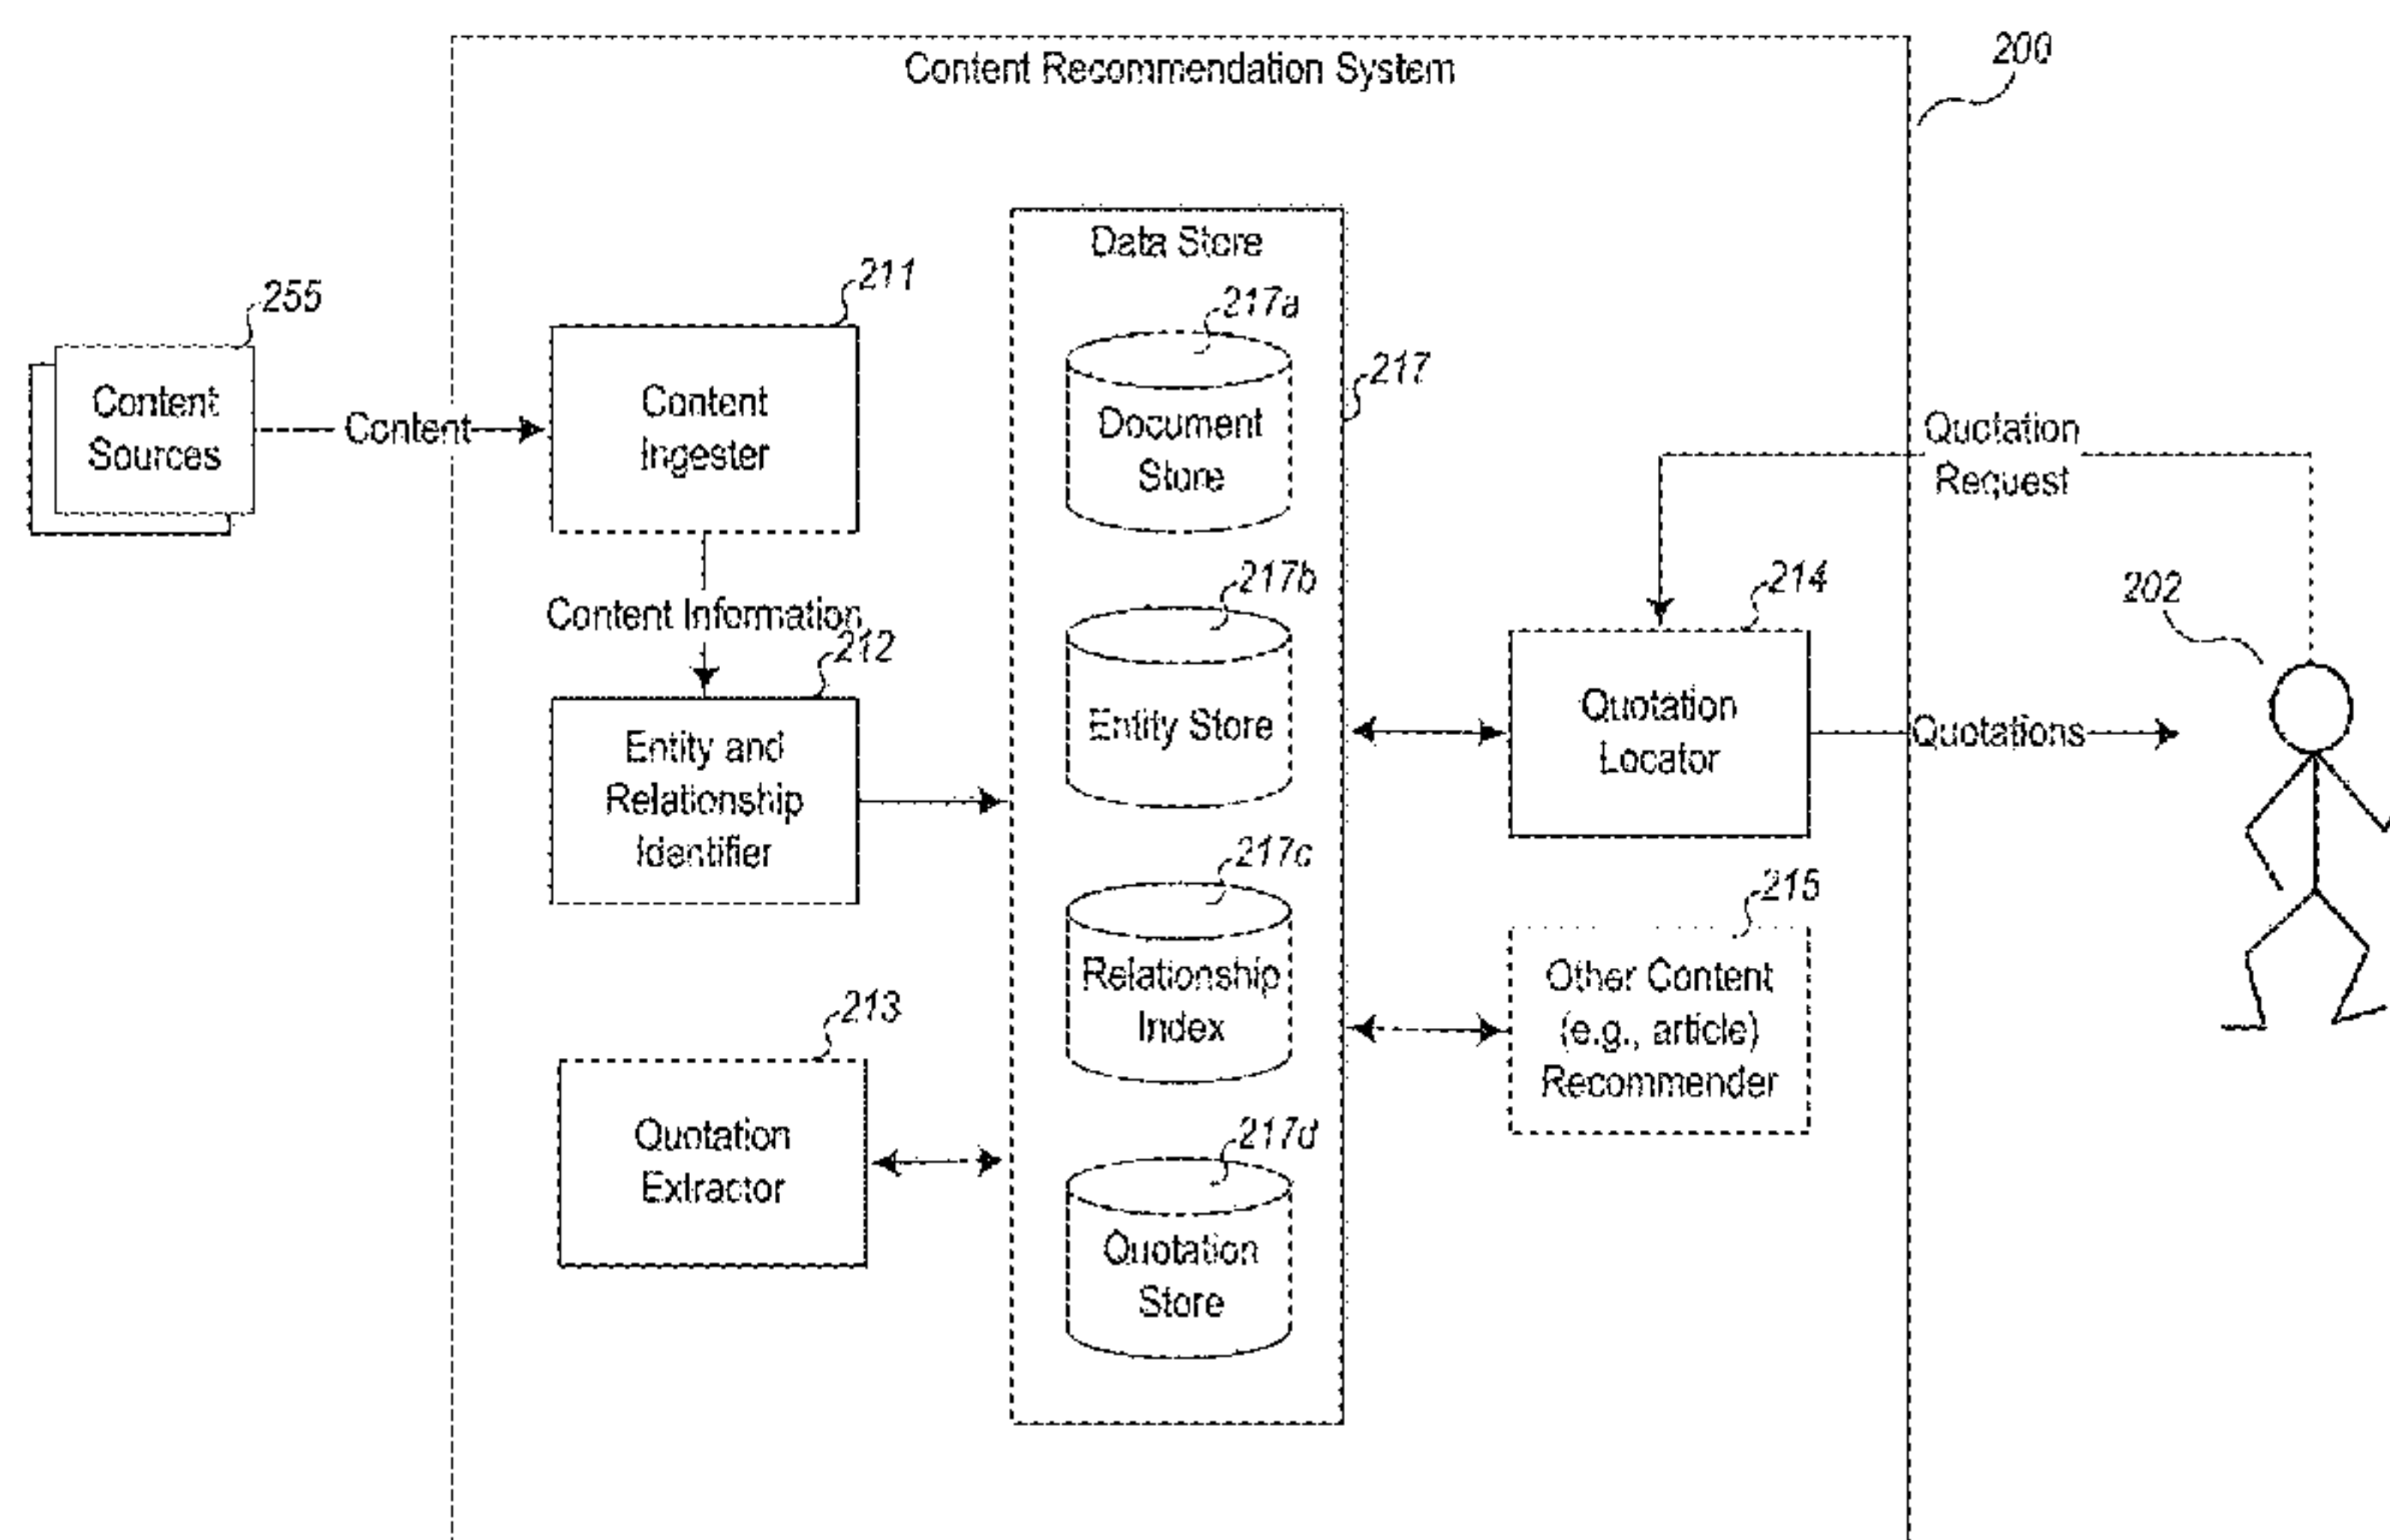 Content Recommendation System
200
255
Content
Sources
Content
211
Content
Ingester
Content Information
212
Entity and
Relationship
Identifier
213
Quotation
Extractor
Data Store
217
217a
Document
Store
217b
Entity Store
217c
Relationship
Index
217d
Quotation
Store
Quotation
Request
214
Quotation
Locator
Quotations
202
215
Other Content
(e.g., article)
Recommender